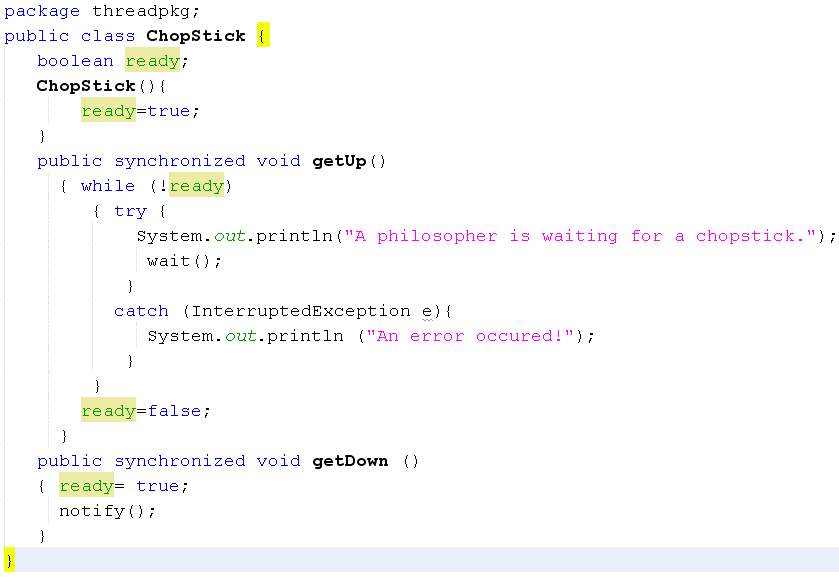 package threadpkg;
public class ChopStick {
boolean ready;
ChopStick(){
ready=true;
}
public synchronized void getUp()
{ while (!ready)
{ try {
System.out.println("A philosopher is waiting for a chopstick.");
wait();
}
catch (InterruptedException e){
System.out.println ("An error occured!");
}
}
ready=false;
}
public synchronized void getDown ()
{ ready= true;
notify();
}
}